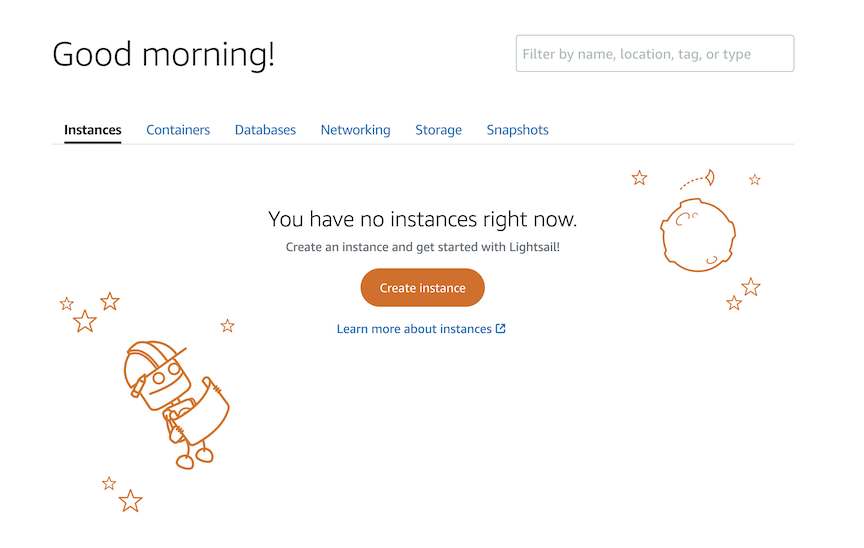 Good morning!
Filter by name, location, tag, or type
Instances Containers Databases Networking Storage Snapshots
You have no instances right now.
Create an instance and get started with Lightsail!
Create instance
Learn more about instances